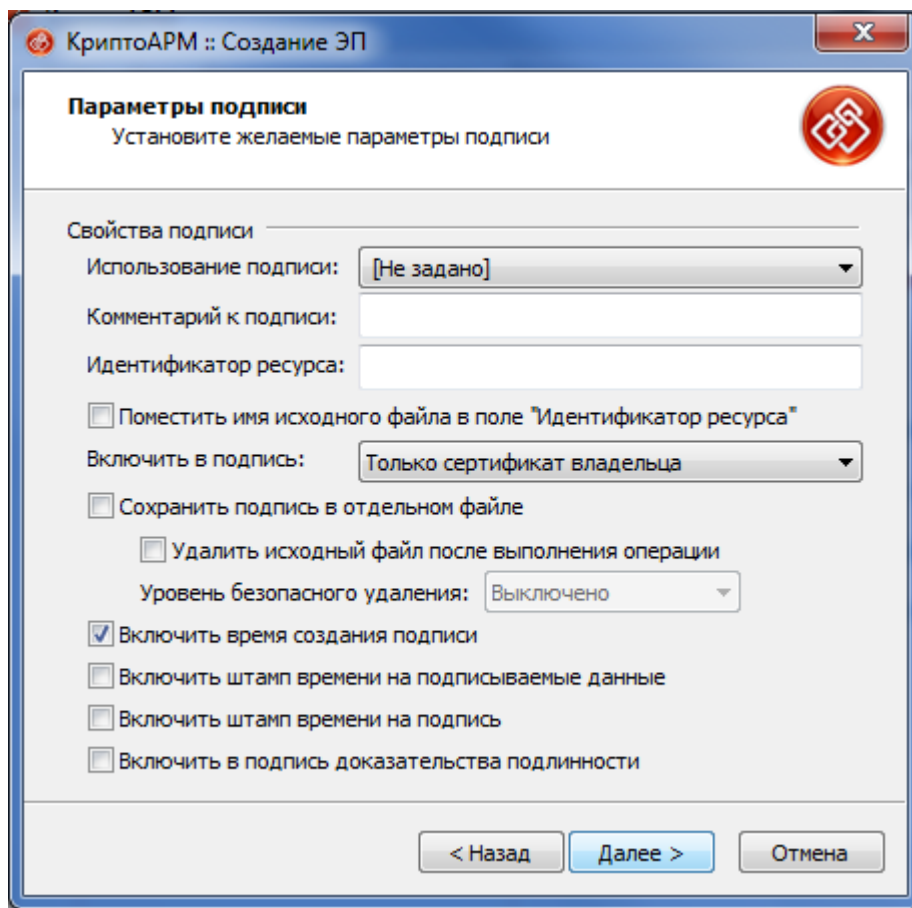 КриптоАРМ :: Создание ЭП
Параметры подписи
Установите желаемые параметры подписи
Свойства подписи
Использование подписи: [Не задано]
Комментарий к подписи:
Идентификатор ресурса:
Поместить имя исходного файла в поле "Идентификатор ресурса"
Включить в подпись: Только сертификат владельца
Сохранить подпись в отдельном файле
Удалить исходный файл после выполнения операции
Уровень безопасного удаления: Выключено
Включить время создания подписи
Включить штамп времени на подписываемые данные
Включить штамп времени на подпись
Включить в подпись доказательства подлинности
< Назад Далее > Отмена